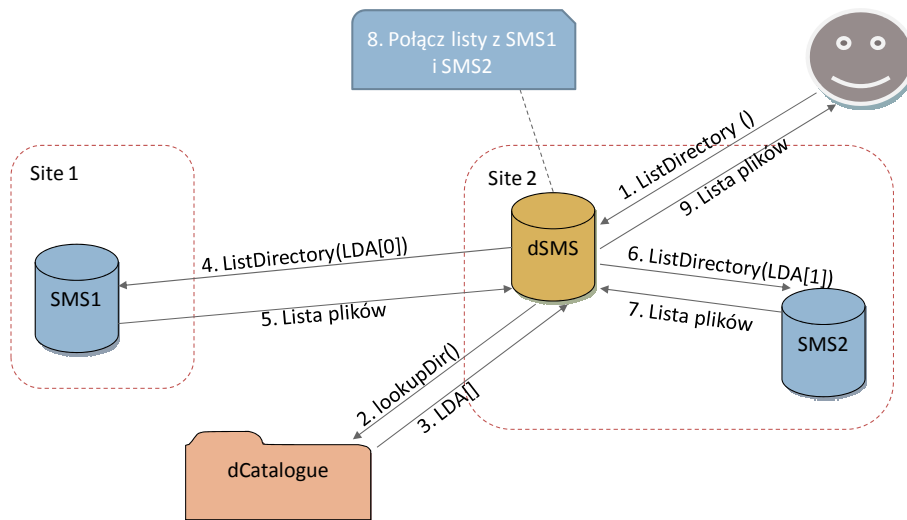 8. Połącz listy z SMS1
i SMS2
Site 1
Site 2
1. ListDirectory ()
9. Lista plików
dSMS
4. ListDirectory(LDA[0])
6. ListDirectory(LDA[1])
SMS1
5. Lista plików
7. Lista plików
SMS2
2. lookupDir()
3. LDA[]
dCatalogue